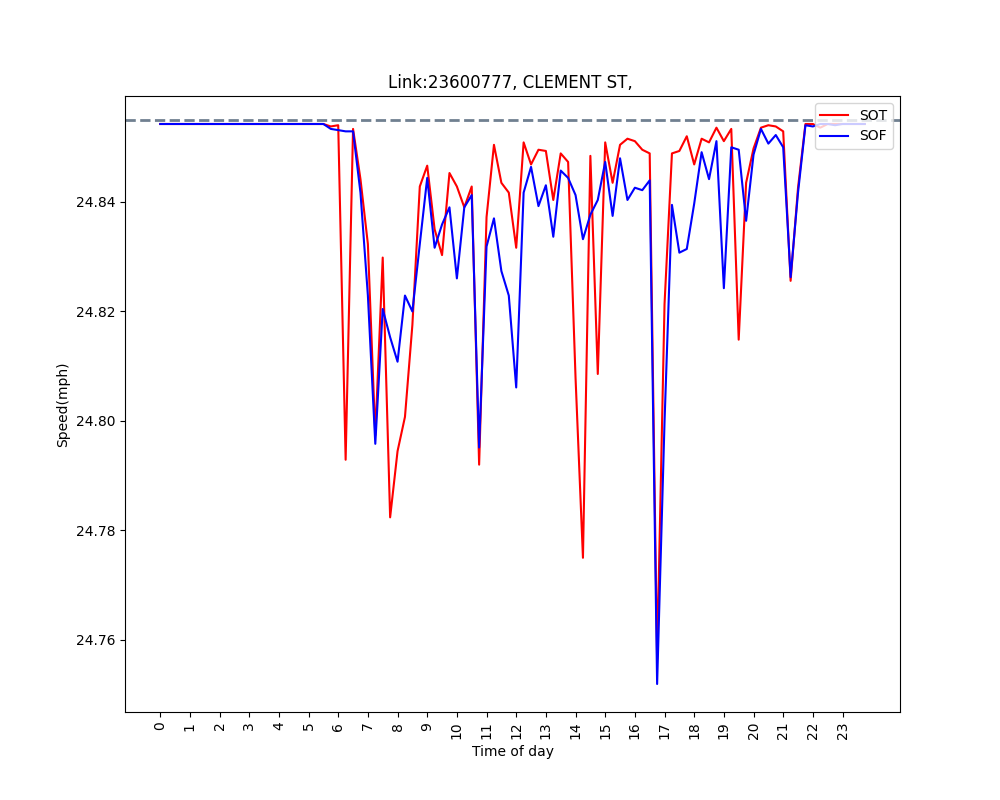 Link:23600777, CLEMENT ST,
SOT
SOF
Speed(mph)
24.84
24.82
24.80
24.78
24.76
0 1 2 3 4 5 6 7 8 9 10 11 12 13 14 15 16 17 18 19 20 21 22 23
Time of day